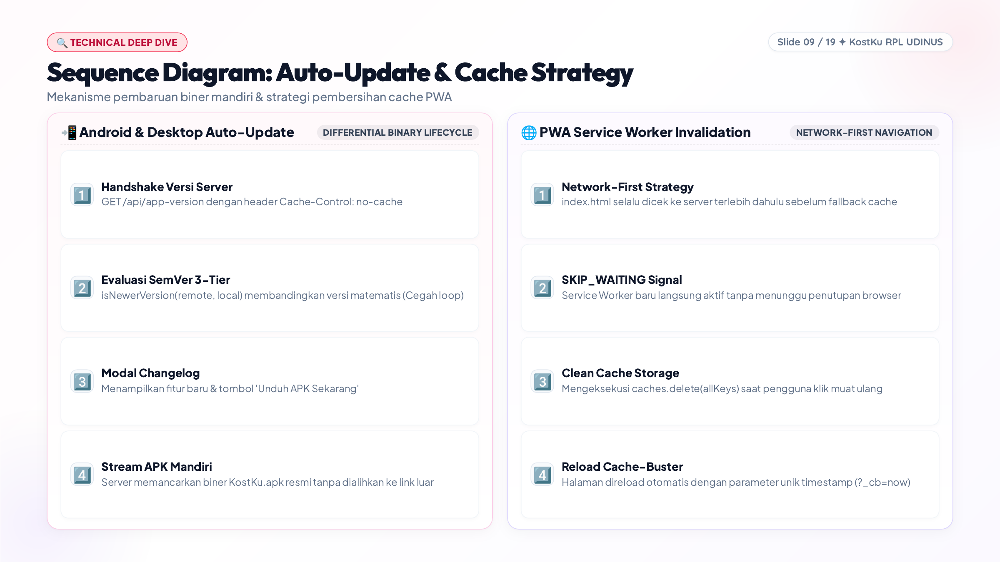 🔍 TECHNICAL DEEP DIVE
Slide 09 / 19 ✦ KostKu RPL UDINUS
Sequence Diagram: Auto-Update & Cache Strategy
Mekanisme pembaruan biner mandiri & strategi pembersihan cache PWA
📲 Android & Desktop Auto-Update
DIFFERENTIAL BINARY LIFECYCLE
1
Handshake Versi Server
GET /api/app-version dengan header Cache-Control: no-cache
2
Evaluasi SemVer 3-Tier
isNewerVersion(remote, local) membandingkan versi matematis (Cegah loop)
3
Modal Changelog
Menampilkan fitur baru & tombol 'Unduh APK Sekarang'
4
Stream APK Mandiri
Server memancarkan biner KostKu.apk resmi tanpa dialihkan ke link luar
🌐 PWA Service Worker Invalidation
NETWORK-FIRST NAVIGATION
1
Network-First Strategy
index.html selalu dicek ke server terlebih dahulu sebelum fallback cache
2
SKIP_WAITING Signal
Service Worker baru langsung aktif tanpa menunggu penutupan browser
3
Clean Cache Storage
Mengeksekusi caches.delete(allKeys) saat pengguna klik muat ulang
4
Reload Cache-Buster
Halaman direload otomatis dengan parameter unik timestamp (?_cb=now)